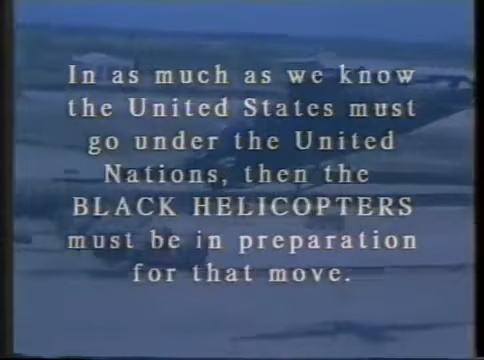 In as much as we know
the United States must
go under the United
Nations, then the
BLACK HELICOPTERS
must be in preparation
for that move.